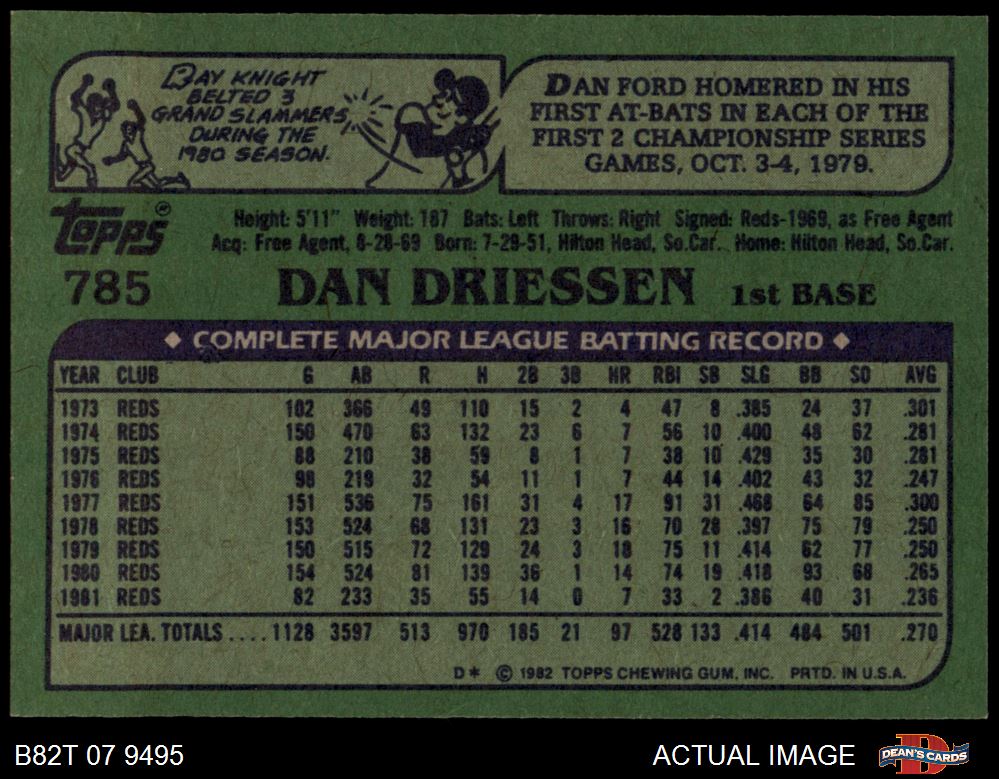 RAY KNIGHT
BELTED 3
GRAND SLAMMERS
DURING THE
1980 SEASON.
DAN FORD HOMERED IN HIS
FIRST AT-BATS IN EACH OF THE
FIRST 2 CHAMPIONSHIP SERIES
GAMES, OCT. 3-4, 1979.
TOPPS®
Height: 5'11" Weight: 187 Bats: Left Throws: Right Signed: Reds-1969, as Free Agent
Acq: Free Agent, 8-28-69 Born: 7-29-51, Hilton Head, So.Car. Home: Hilton Head, So.Car.
785 DAN DRIESSEN 1st BASE
◆ COMPLETE MAJOR LEAGUE BATTING RECORD ◆
YEAR CLUB G AB R H 2B 3B HR RBI SB SLG BB SO AVG
1973 REDS 102 366 49 110 15 2 4 47 8 .385 24 37 .301
1974 REDS 150 470 63 132 23 6 7 56 10 .400 48 62 .281
1975 REDS 88 210 38 59 8 1 7 38 10 .429 35 30 .281
1976 REDS 98 219 32 54 11 1 7 44 14 .402 43 32 .247
1977 REDS 151 536 75 161 31 4 17 91 31 .468 64 85 .300
1978 REDS 153 524 68 131 23 3 16 70 28 .397 75 79 .250
1979 REDS 150 515 72 129 24 3 18 75 11 .414 62 77 .250
1980 REDS 154 524 81 139 36 1 14 74 19 .418 93 68 .265
1981 REDS 82 233 35 55 14 0 7 33 2 .386 40 31 .236
MAJOR LEA. TOTALS .... 1128 3597 513 970 185 21 97 528 133 .414 484 501 .270
D* © 1982 TOPPS CHEWING GUM, INC. PRTD. IN U.S.A.
B82T 07 9495 ACTUAL IMAGE DEAN'S CARDS